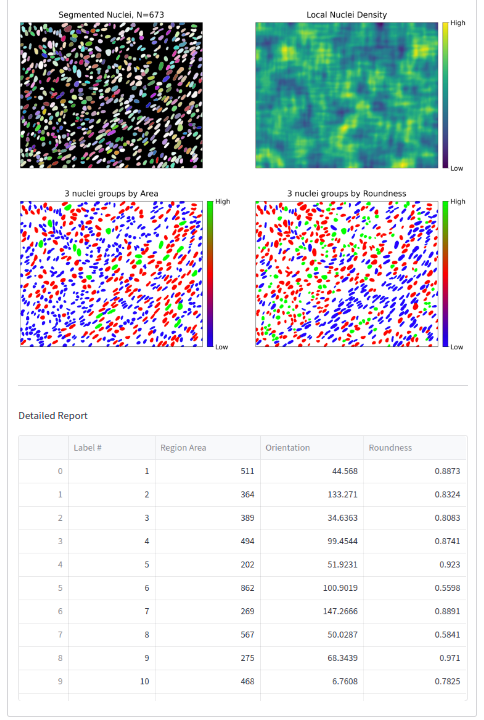 Segmented Nuclei, N=673
Local Nuclei Density
High
Low
3 nuclei groups by Area
3 nuclei groups by Roundness
High
High
Low
Low
Detailed Report
Label # Region Area Orientation Roundness
0 1 511 44.568 0.8873
1 2 364 133.271 0.8324
2 3 389 34.6363 0.8083
3 4 494 99.4544 0.8741
4 5 202 51.9231 0.923
5 6 862 100.9019 0.5598
6 7 269 147.2666 0.8891
7 8 567 50.0287 0.5841
8 9 275 68.3439 0.971
9 10 468 6.7608 0.7825